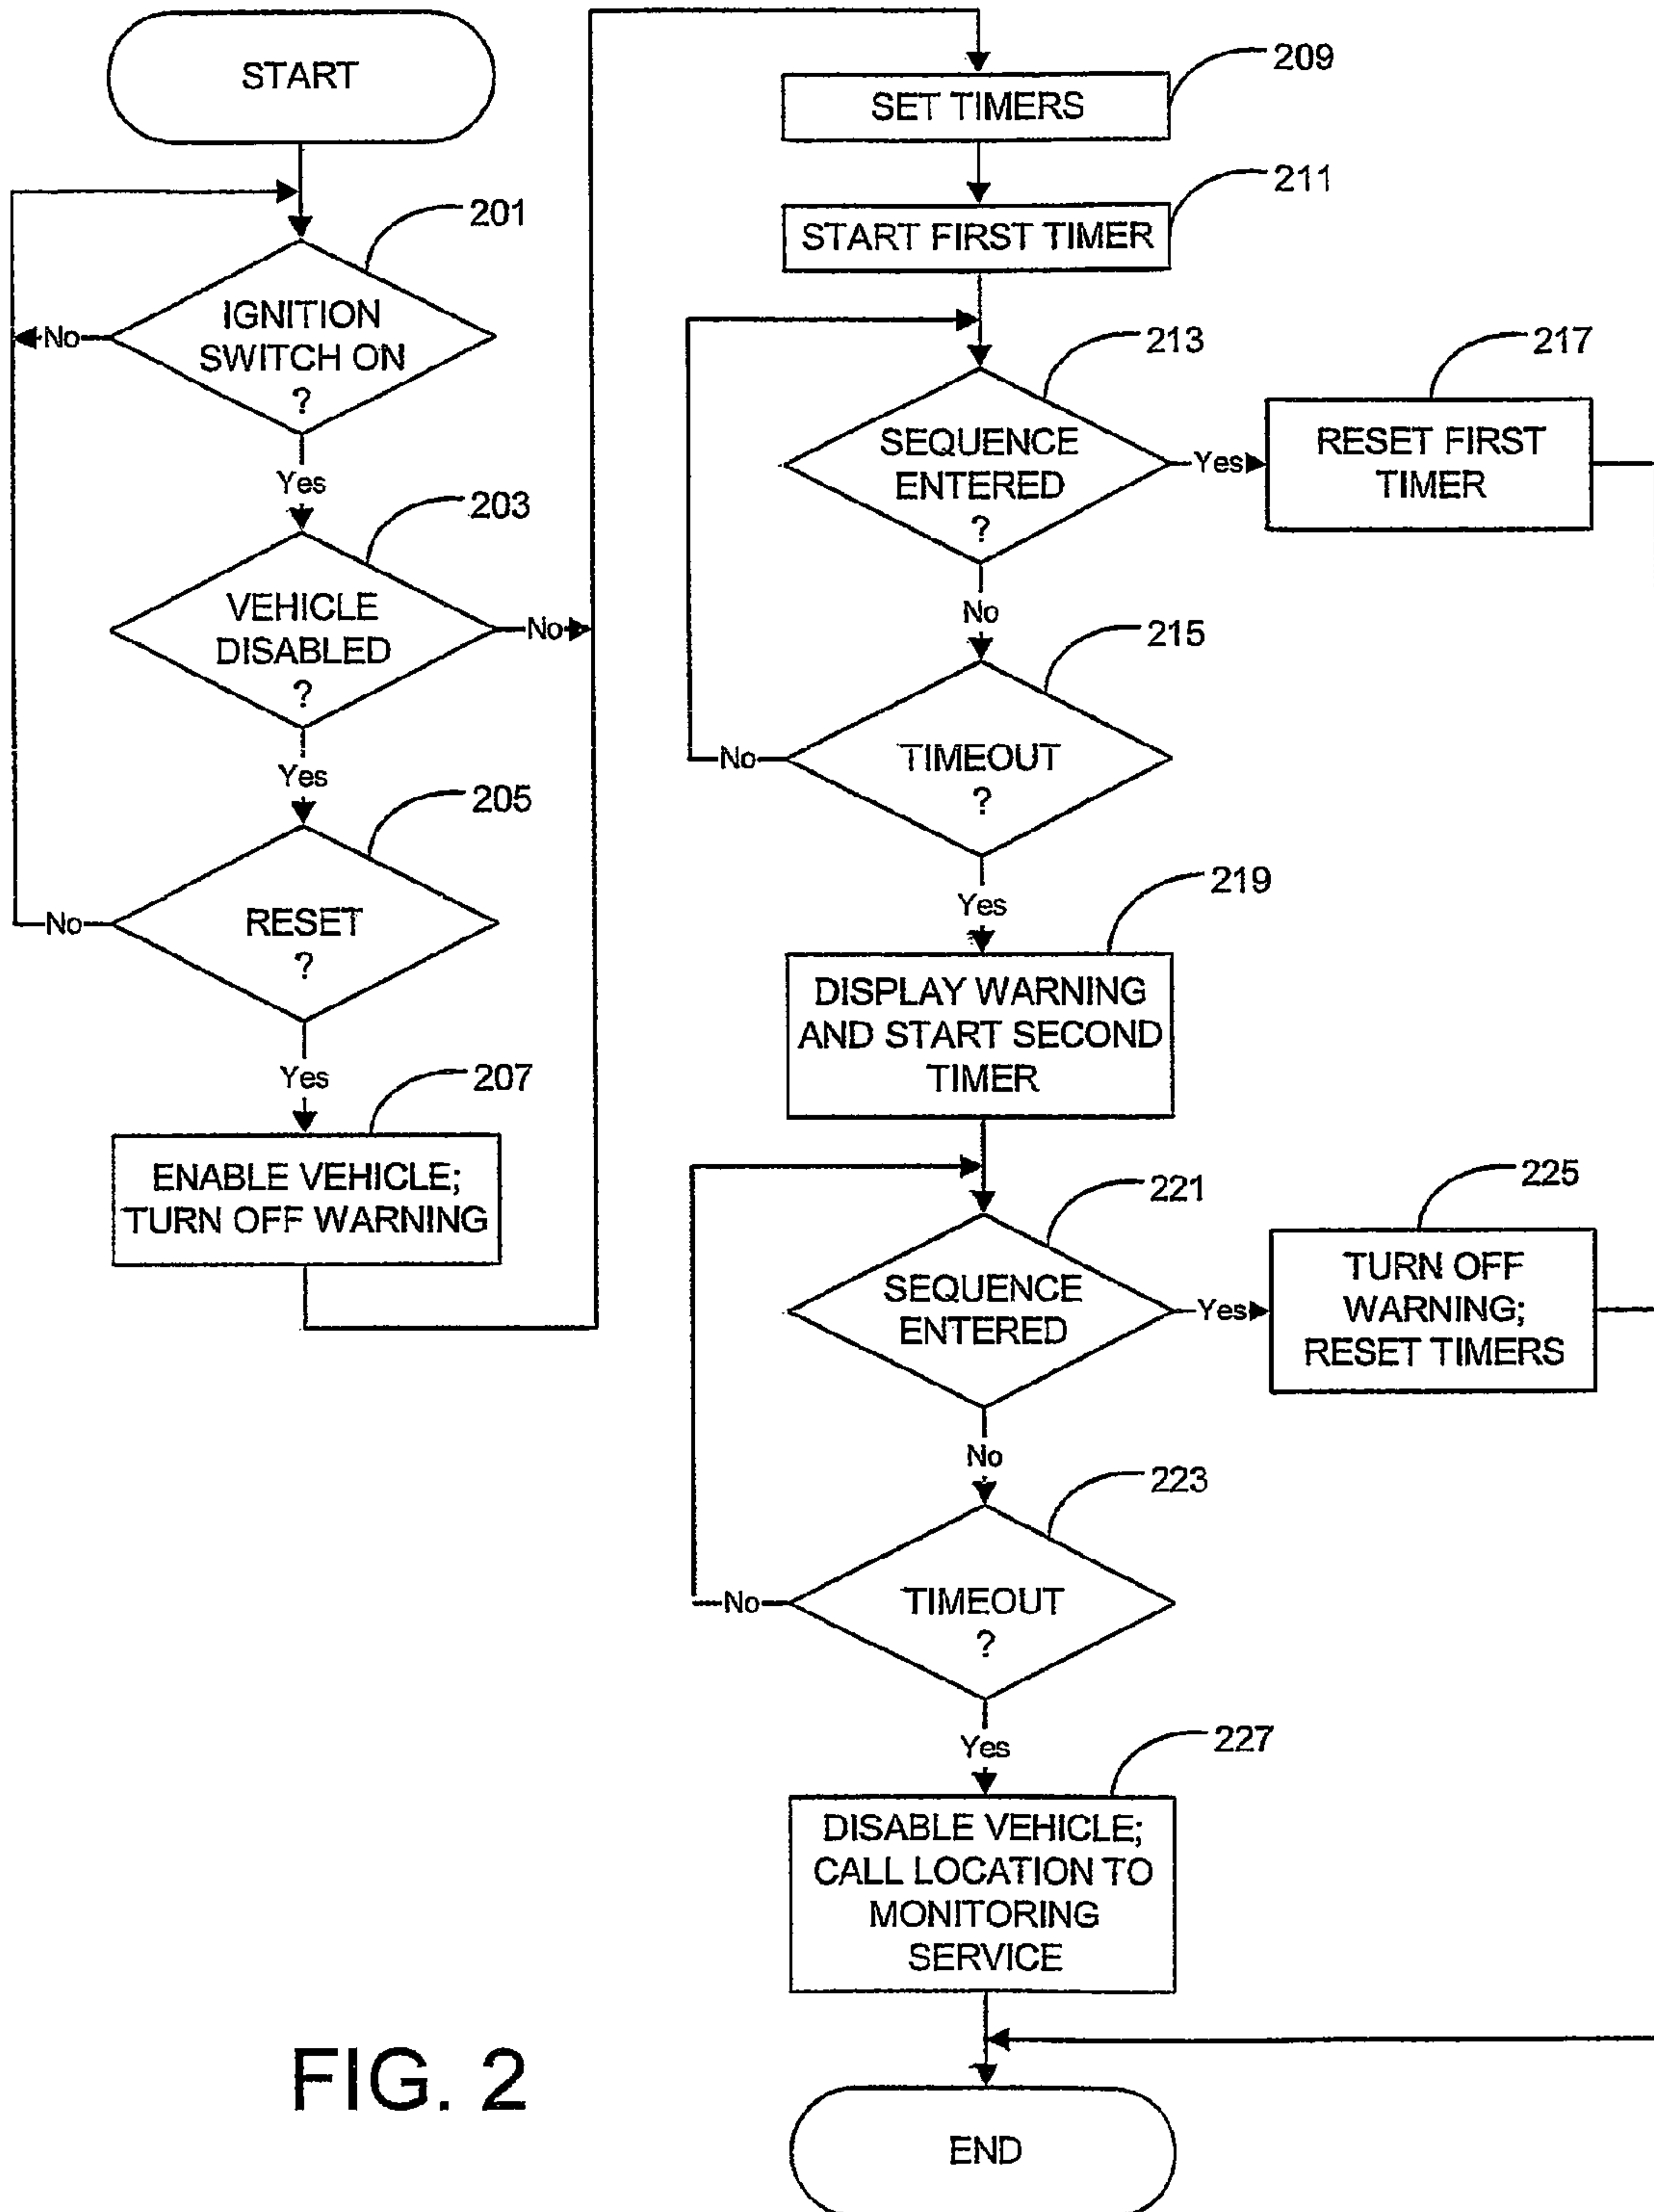 START
201
IGNITION
SWITCH ON
?
No
Yes
203
VEHICLE
DISABLED
?
No
Yes
205
RESET
?
No
Yes
207
ENABLE VEHICLE;
TURN OFF WARNING
209
SET TIMERS
211
START FIRST TIMER
213
SEQUENCE
ENTERED
?
Yes
217
RESET FIRST
TIMER
No
215
TIMEOUT
?
No
Yes
219
DISPLAY WARNING
AND START SECOND
TIMER
221
SEQUENCE
ENTERED
Yes
225
TURN OFF
WARNING;
RESET TIMERS
No
223
TIMEOUT
?
No
Yes
227
DISABLE VEHICLE;
CALL LOCATION TO
MONITORING
SERVICE
END
FIG. 2